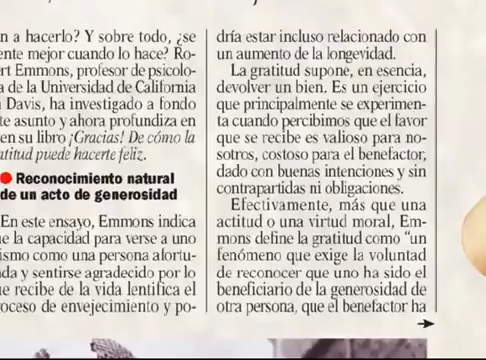 n a hacerlo? Y sobre todo, ¿se
ente mejor cuando lo hace? Ro-
rt Emmons, profesor de psicolo-
a de la Universidad de California
Davis, ha investigado a fondo
te asunto y ahora profundiza en
en su libro ¡Gracias! De cómo la
atitud puede hacerte feliz.
● Reconocimiento natural
de un acto de generosidad
En este ensayo, Emmons indica
ue la capacidad para verse a uno
ismo como una persona afortu-
ada y sentirse agradecido por lo
ue recibe de la vida lentifica el
roceso de envejecimiento y po-
dría estar incluso relacionado con
un aumento de la longevidad.
La gratitud supone, en esencia,
devolver un bien. Es un ejercicio
que principalmente se experimen-
ta cuando percibimos que el favor
que se recibe es valioso para no-
sotros, costoso para el benefactor,
dado con buenas intenciones y sin
contrapartidas ni obligaciones.
Efectivamente, más que una
actitud o una virtud moral, Em-
mons define la gratitud como "un
fenómeno que exige la voluntad
de reconocer que uno ha sido el
beneficiario de la generosidad de
otra persona, que el benefactor ha